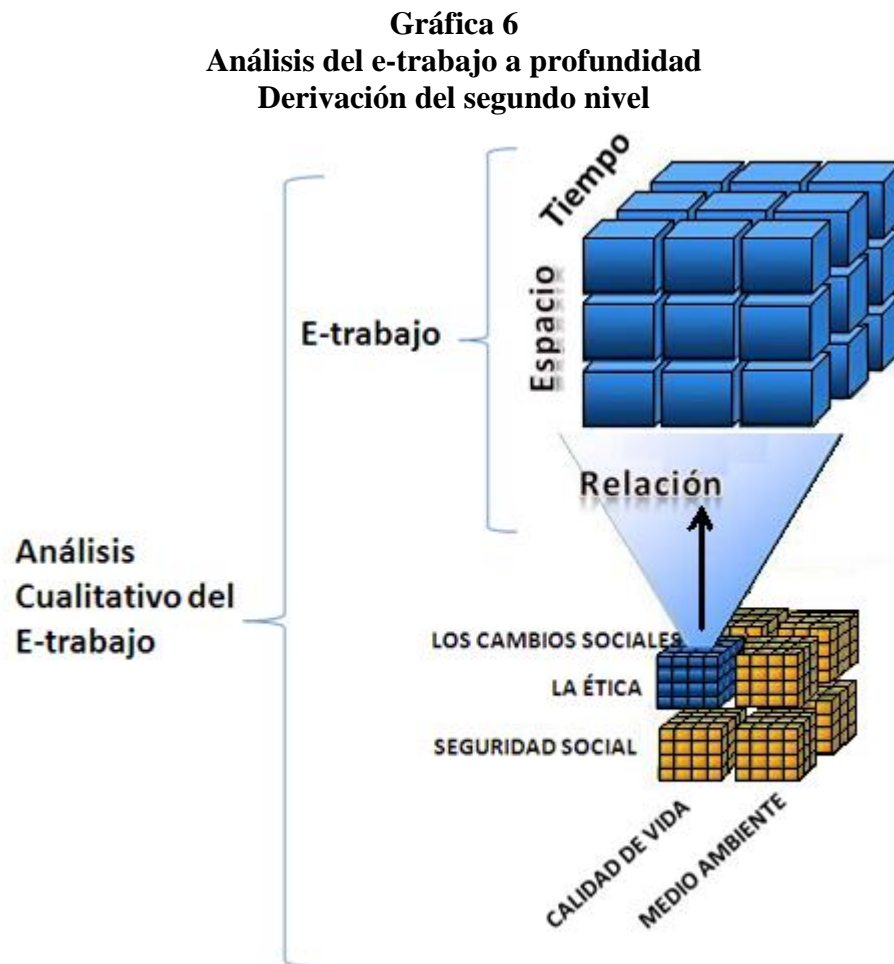 Gráfica 6
Análisis del e-trabajo a profundidad
Derivación del segundo nivel
Tiempo
Espacio
E-trabajo
Relación
Análisis
Cualitativo del
E-trabajo
LOS CAMBIOS SOCIALES
LA ÉTICA
SEGURIDAD SOCIAL
CALIDAD DE VIDA
MEDIO AMBIENTE